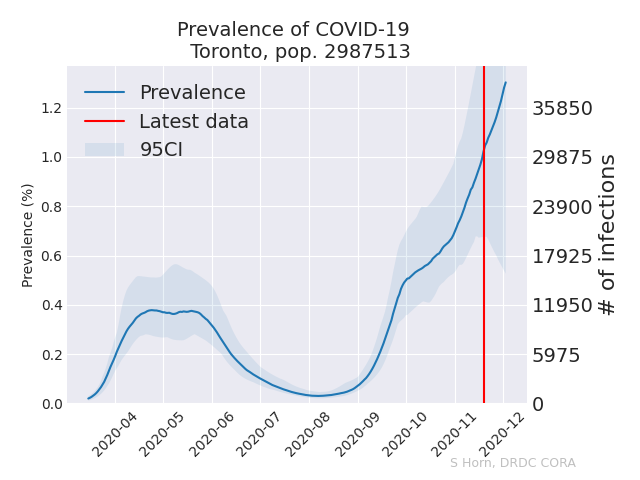 Prevalence of COVID-19
Toronto, pop. 2987513
Prevalence
Latest data
95CI
Prevalence (%)
1.2
1.0
0.8
0.6
0.4
0.2
0.0
35850
29875
23900
17925
11950
5975
0
# of infections
2020-04
2020-05
2020-06
2020-07
2020-08
2020-09
2020-10
2020-11
2020-12
S Horn, DRDC CORA